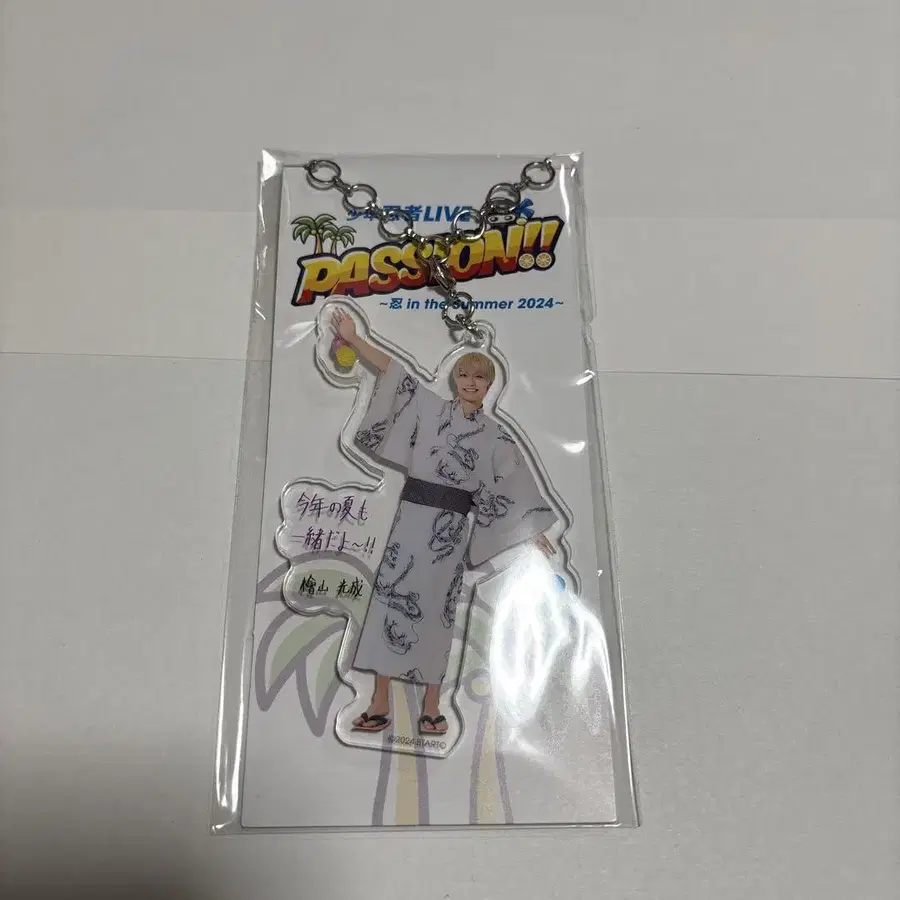 少年忍者LIVE
PASSION!!
~忍 in the Summer 2024~
今年の夏も
一緒だよ~!!
檜山 光成
©2024 START©